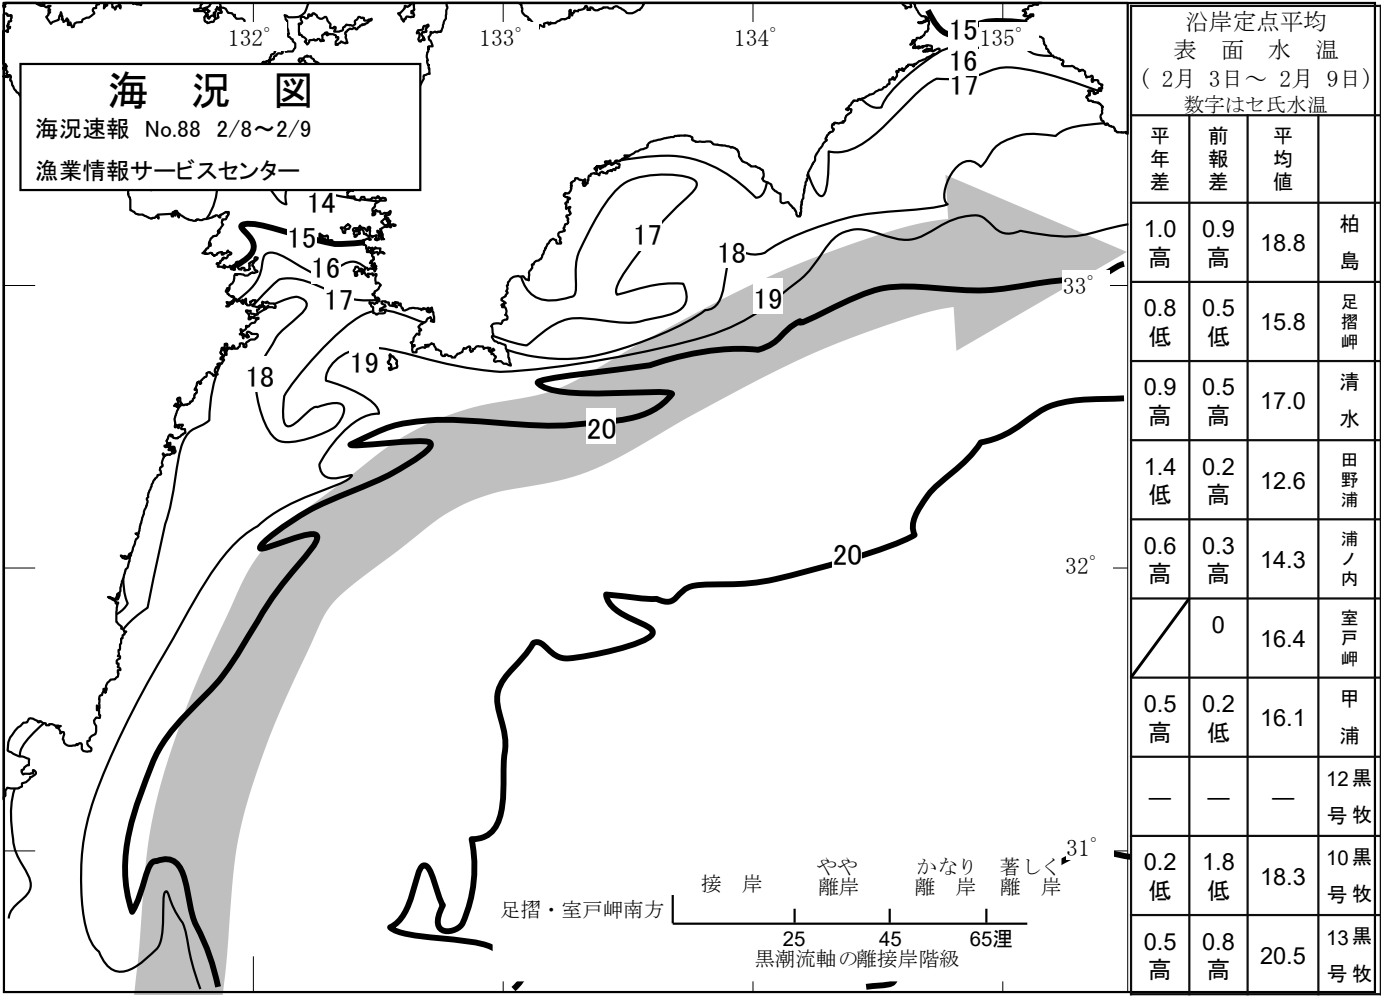 132°
133°
134°
135°
海況図
海況速報 No.88 2/8～2/9
漁業情報サービスセンター
15
16
17
14
15
16
17
18
19
17
18
19
20
20
33°
32°
31°
接岸 やや離岸 かなり離岸 著しく離岸
足摺・室戸岬南方
25 45 65浬
黒潮流軸の離接岸階級
沿岸定点平均
表面水温
(2月 3日～ 2月 9日)
数字はセ氏水温
平年差 前報差 平均値
1.0高 0.9高 18.8 柏島
0.8低 0.5低 15.8 足摺岬
0.9高 0.5低 17.0 清水
1.4低 0.2高 12.6 田野浦
0.6高 0.3高 14.3 浦ノ内
0 16.4 室戸岬
0.5高 0.2低 16.1 甲浦
— — — 黒牧12号
0.2低 1.8低 18.3 黒牧10号
0.5高 0.8高 20.5 黒牧13号